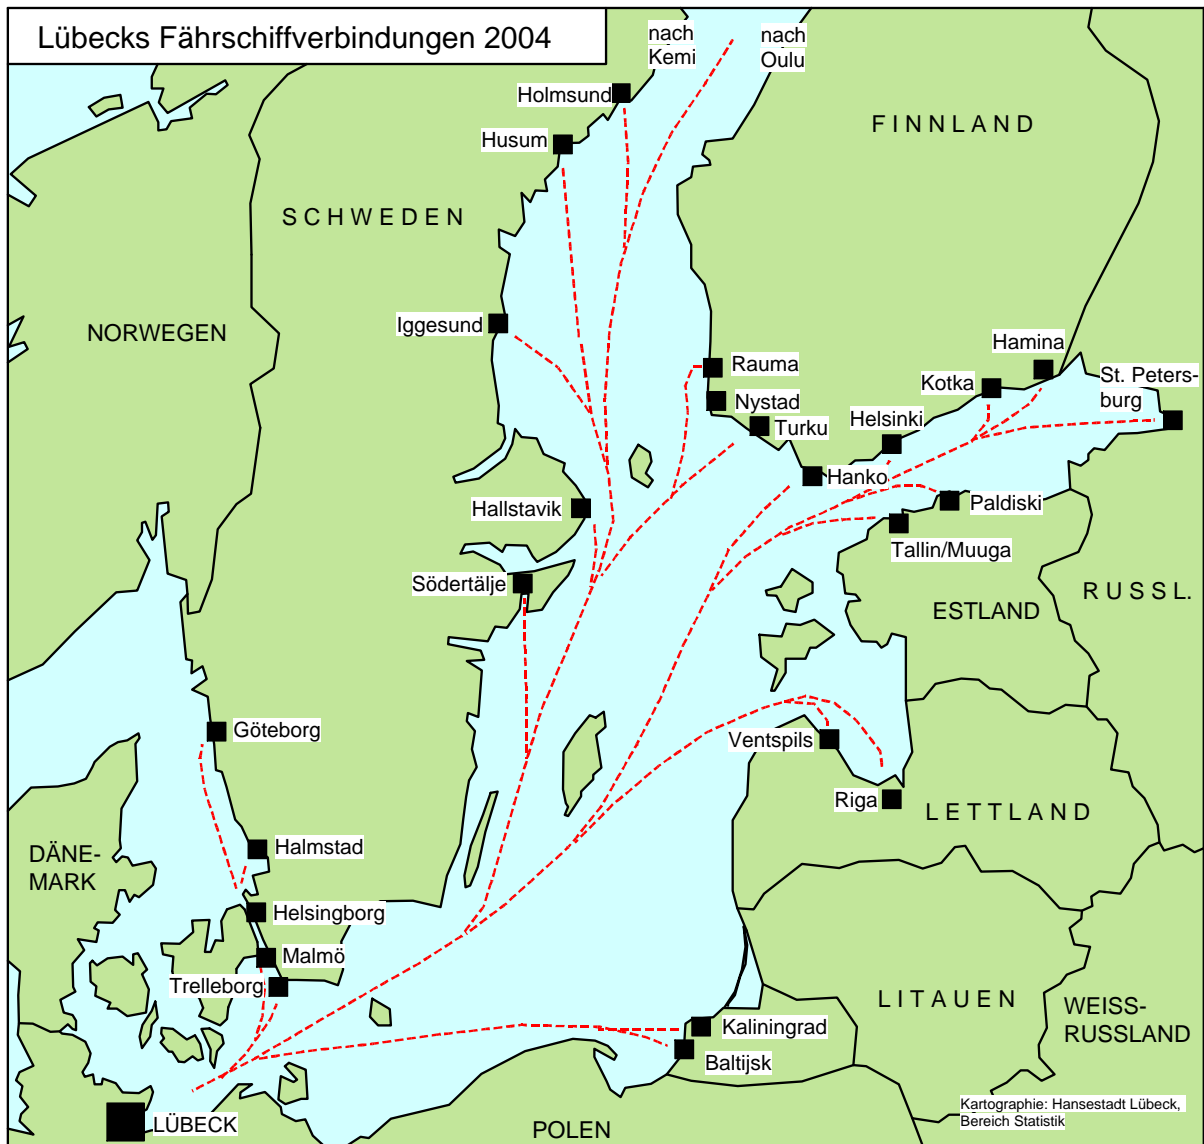 Lübecks Fährschiffverbindungen 2004
nach
Kemi
nach
Oulu
Holmsund
Husum
FINNLAND
SCHWEDEN
NORWEGEN
Iggesund
Rauma
Nystad
Turku
Hamina
Kotka
St. Peters-
burg
Helsinki
Hanko
Hallstavik
Paldiski
Tallin/Muuga
Södertälje
ESTLAND
RUSSL.
Göteborg
Ventspils
Riga
LETTLAND
Halmstad
DÄNE-
MARK
Helsingborg
Malmö
Trelleborg
LITAUEN
WEISS-
RUSSLAND
Kaliningrad
Baltijsk
LÜBECK
POLEN
Kartographie: Hansestadt Lübeck,
Bereich Statistik